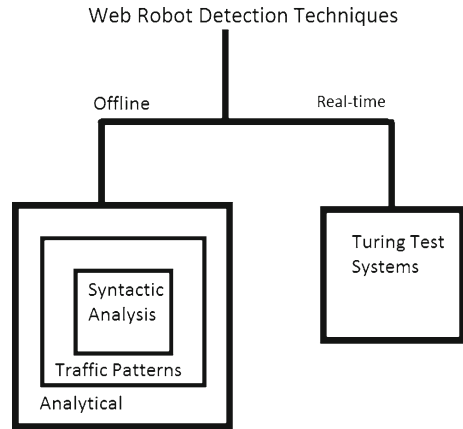 Web Robot Detection Techniques
Offline
Real-time
Syntactic
Analysis
Traffic Patterns
Analytical
Turing Test
Systems